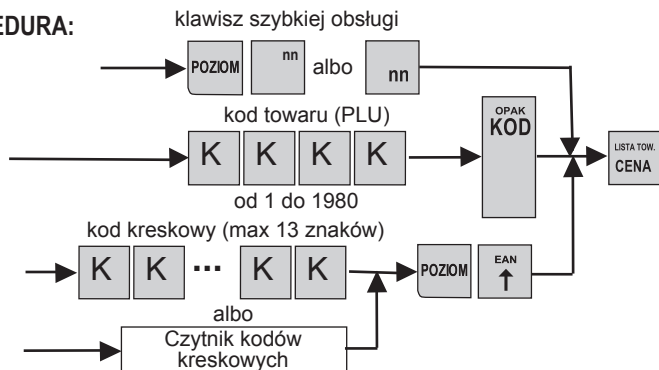 EDURA:
klawisz szybkiej obsługi
POZIOM nn albo nn
kod towaru (PLU)
K K K K
OPAK
KOD
LISTA TOW.
CENA
od 1 do 1980
kod kreskowy (max 13 znaków)
K K ... K K
POZIOM
EAN
↑
albo
Czytnik kodów
kreskowych